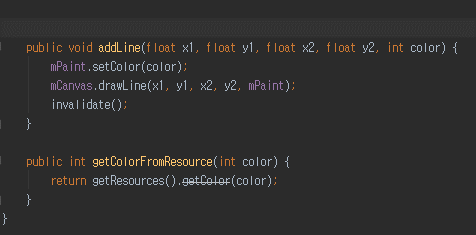 public void addLine(float x1, float y1, float x2, float y2, int color) {
mPaint.setColor(color);
mCanvas.drawLine(x1, y1, x2, y2, mPaint);
invalidate();
}
public int getColorFromResource(int color) {
return getResources().getColor(color);
}
}